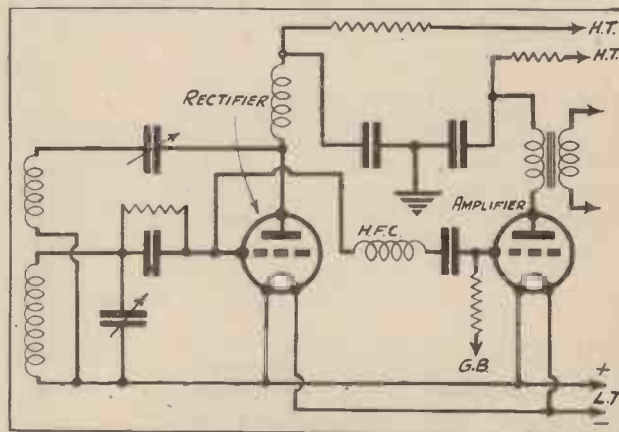 H.T.
H.T.
RECTIFIER
AMPLIFIER
H.F.C.
G.B.
+
L.T
−